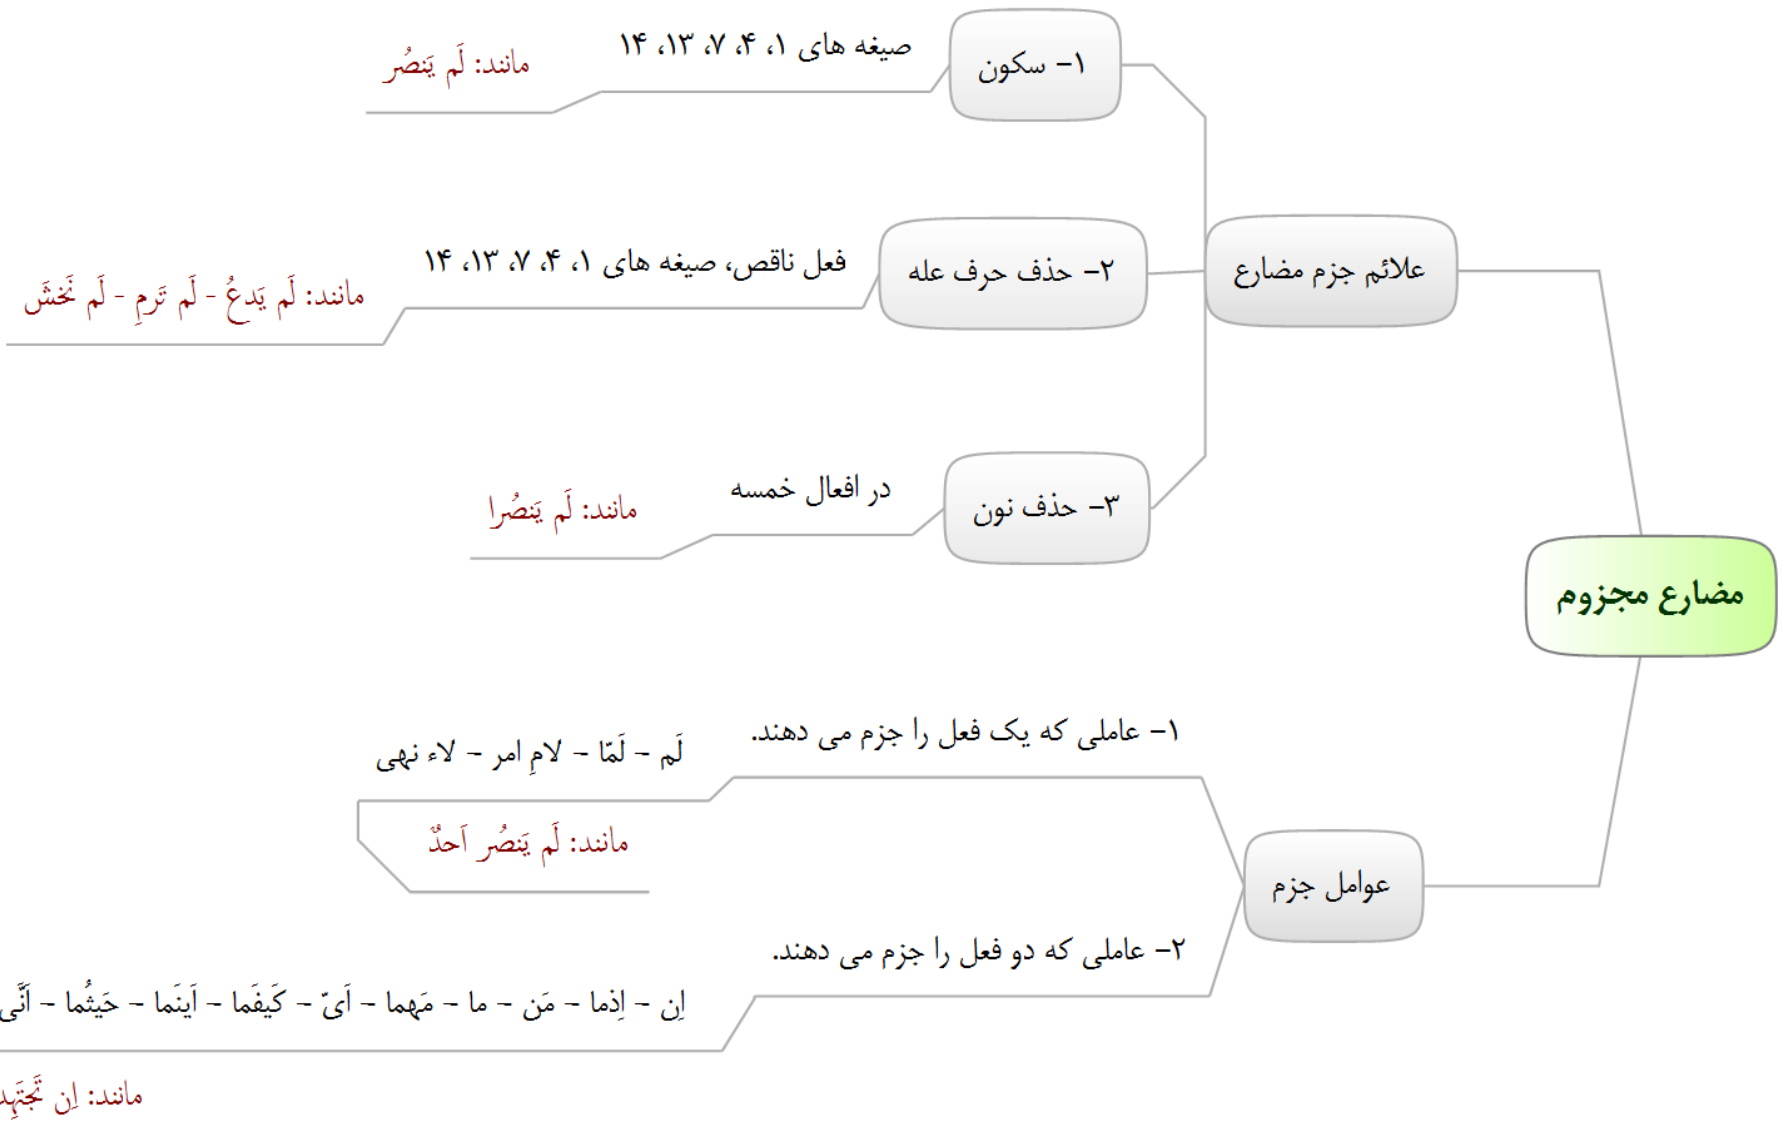 مضارع مجزوم
علائم جزم مضارع
۱- سکون
صیغه های ۱، ۴، ۷، ۱۳، ۱۴
مانند: لَم یَنصُر
۲- حذف حرف عله
فعل ناقص، صیغه های ۱، ۴، ۷، ۱۳، ۱۴
مانند: لَم یَدعُ - لَم تَرمِ - لَم نَخشَ
۳- حذف نون
در افعال خمسه
مانند: لَم یَنصُرا
عوامل جزم
۱- عاملی که یک فعل را جزم می دهند.
لَم - لَمّا - لامِ امر - لاء نهی
مانند: لَم یَنصُر اَحدٌ
۲- عاملی که دو فعل را جزم می دهند.
اِن - اِذما - مَن - ما - مَهما - اَیّ - کَیفَما - اَینَما - حَیثُما - اَنَّی
مانند: اِن تَجتَهِد